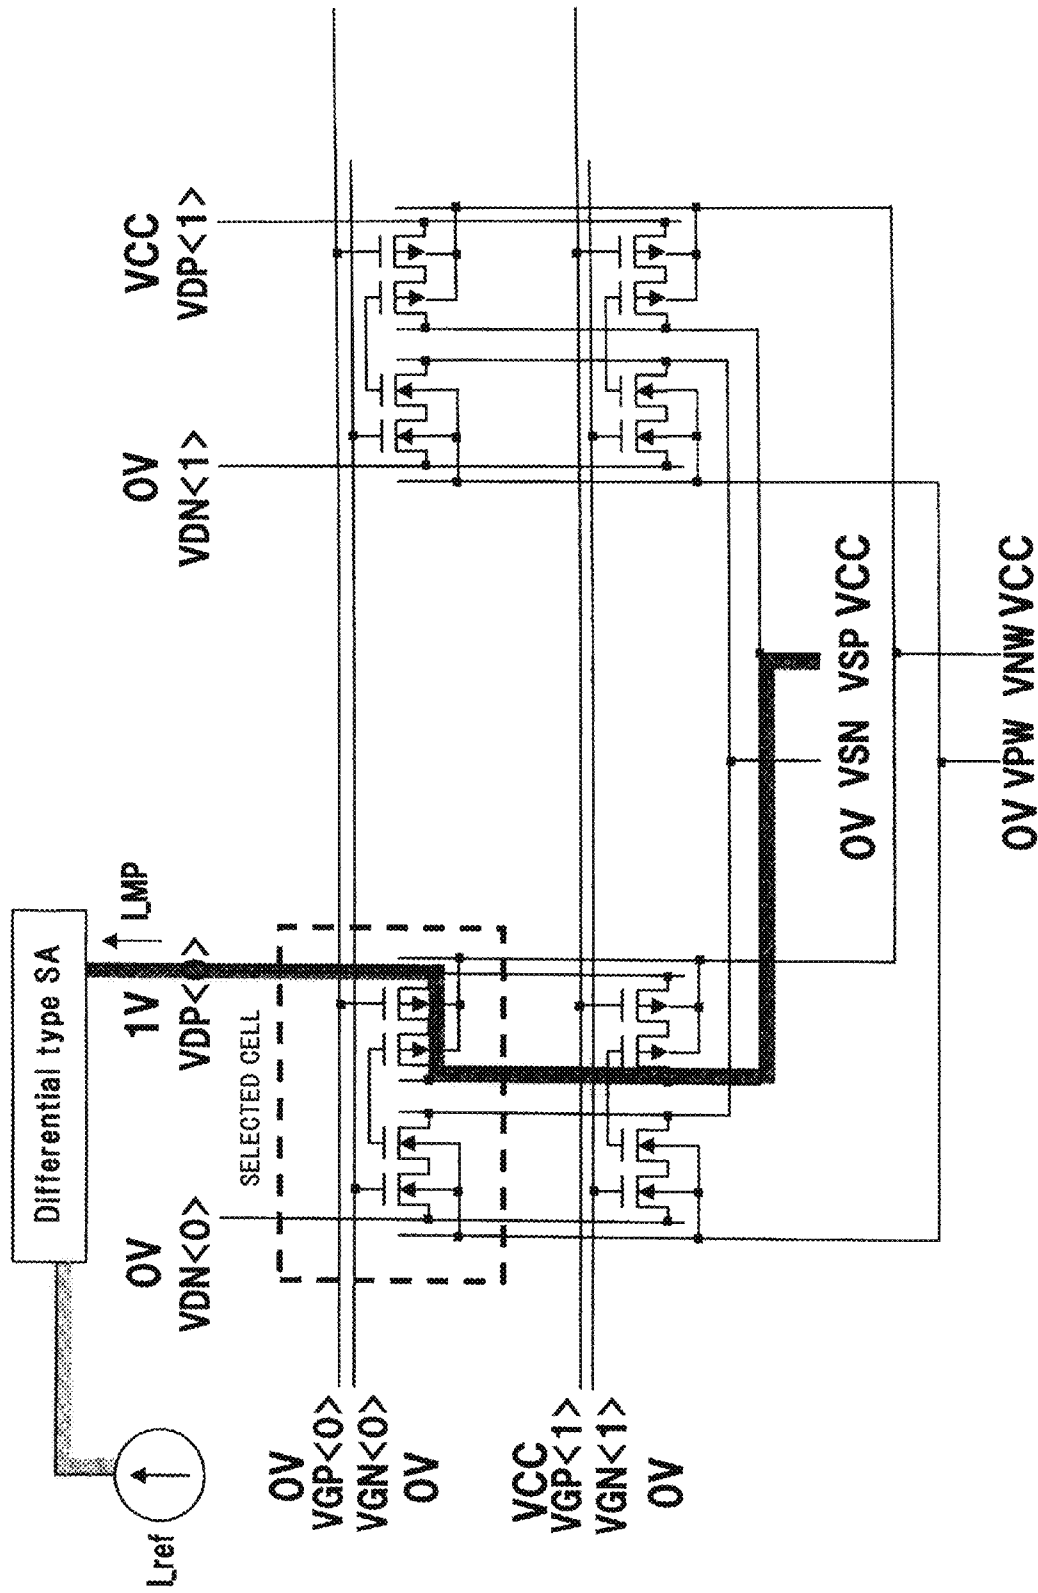 Differential type SA
I_ref
I_MP
0V 1V 0V VCC
VDN<0> VDP<0> VDN<1> VDP<1>
SELECTED CELL
0V
VGP<0>
VGN<0>
0V
VCC
VGP<1>
VGN<1>
0V
0V VSN VSP VCC
0V VPW VNW VCC